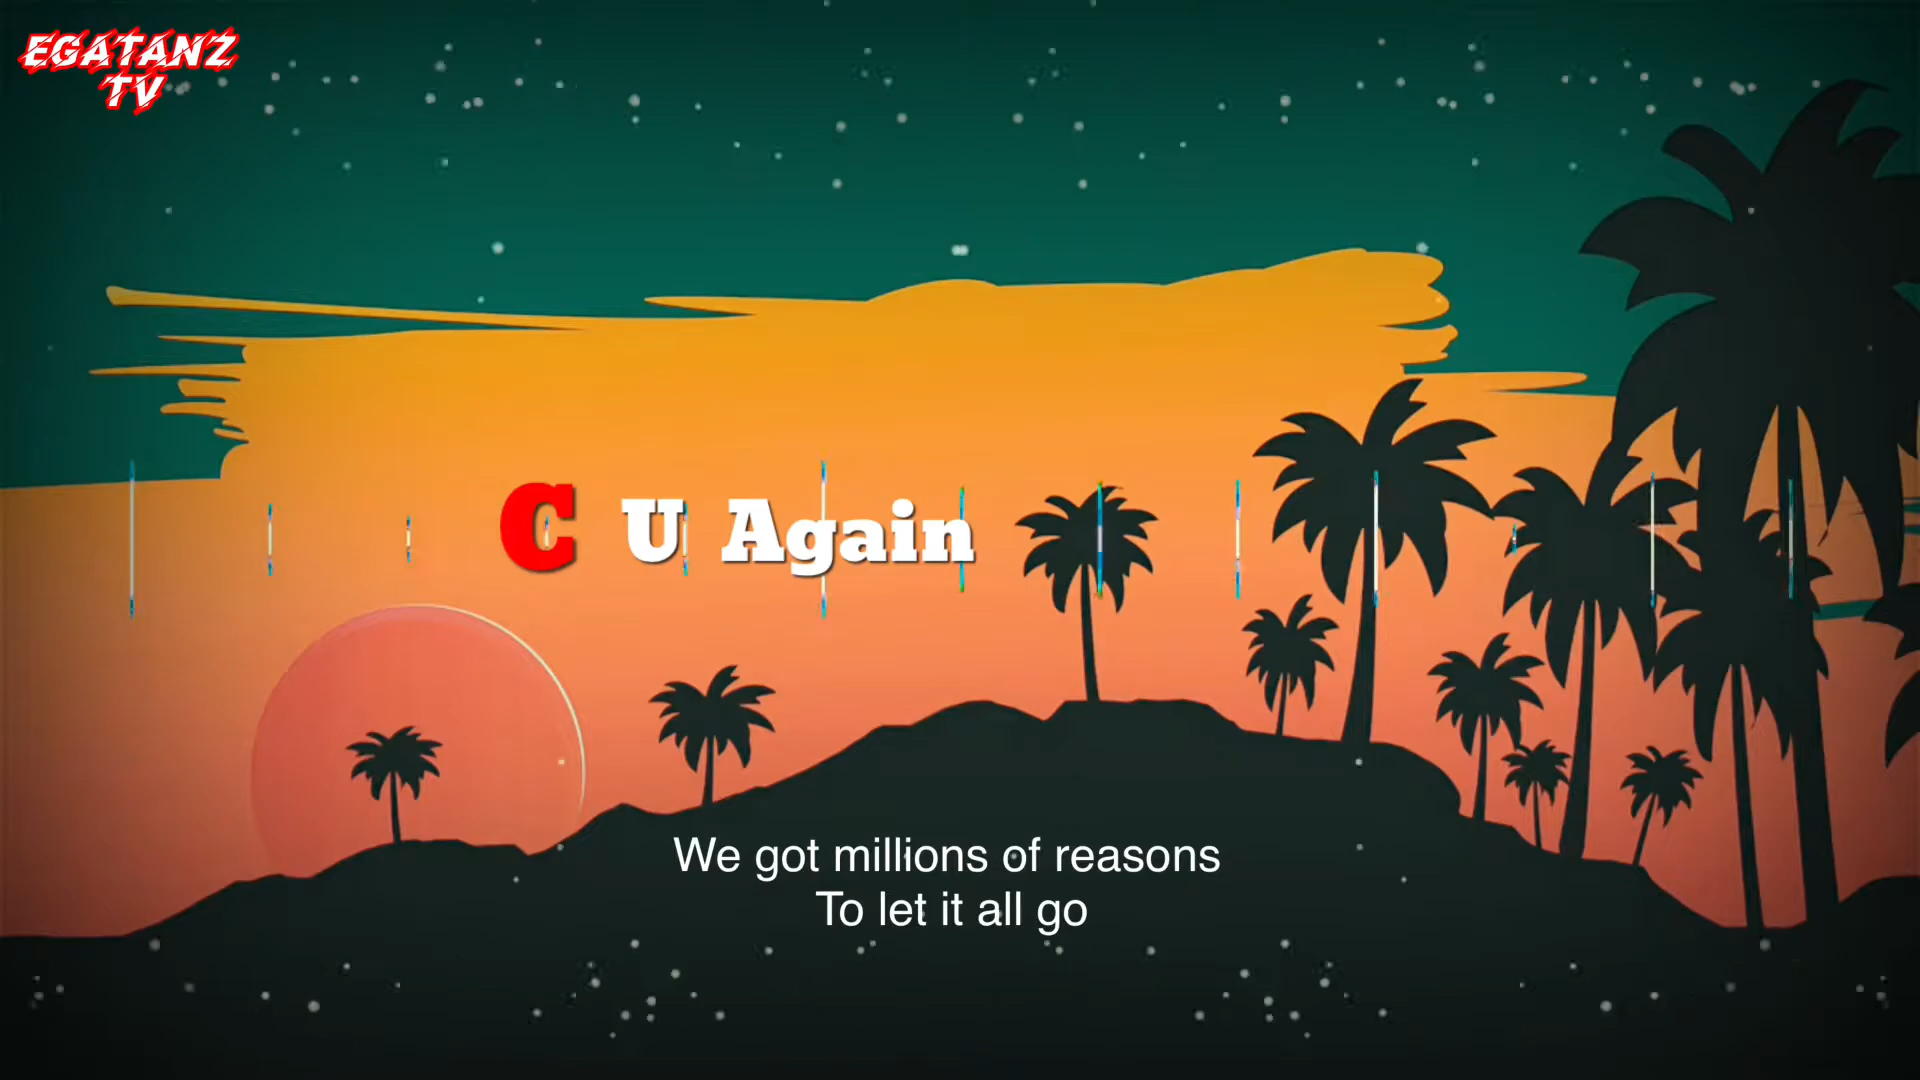 EGATANZ
TV
C U Again
We got millions of reasons
To let it all go